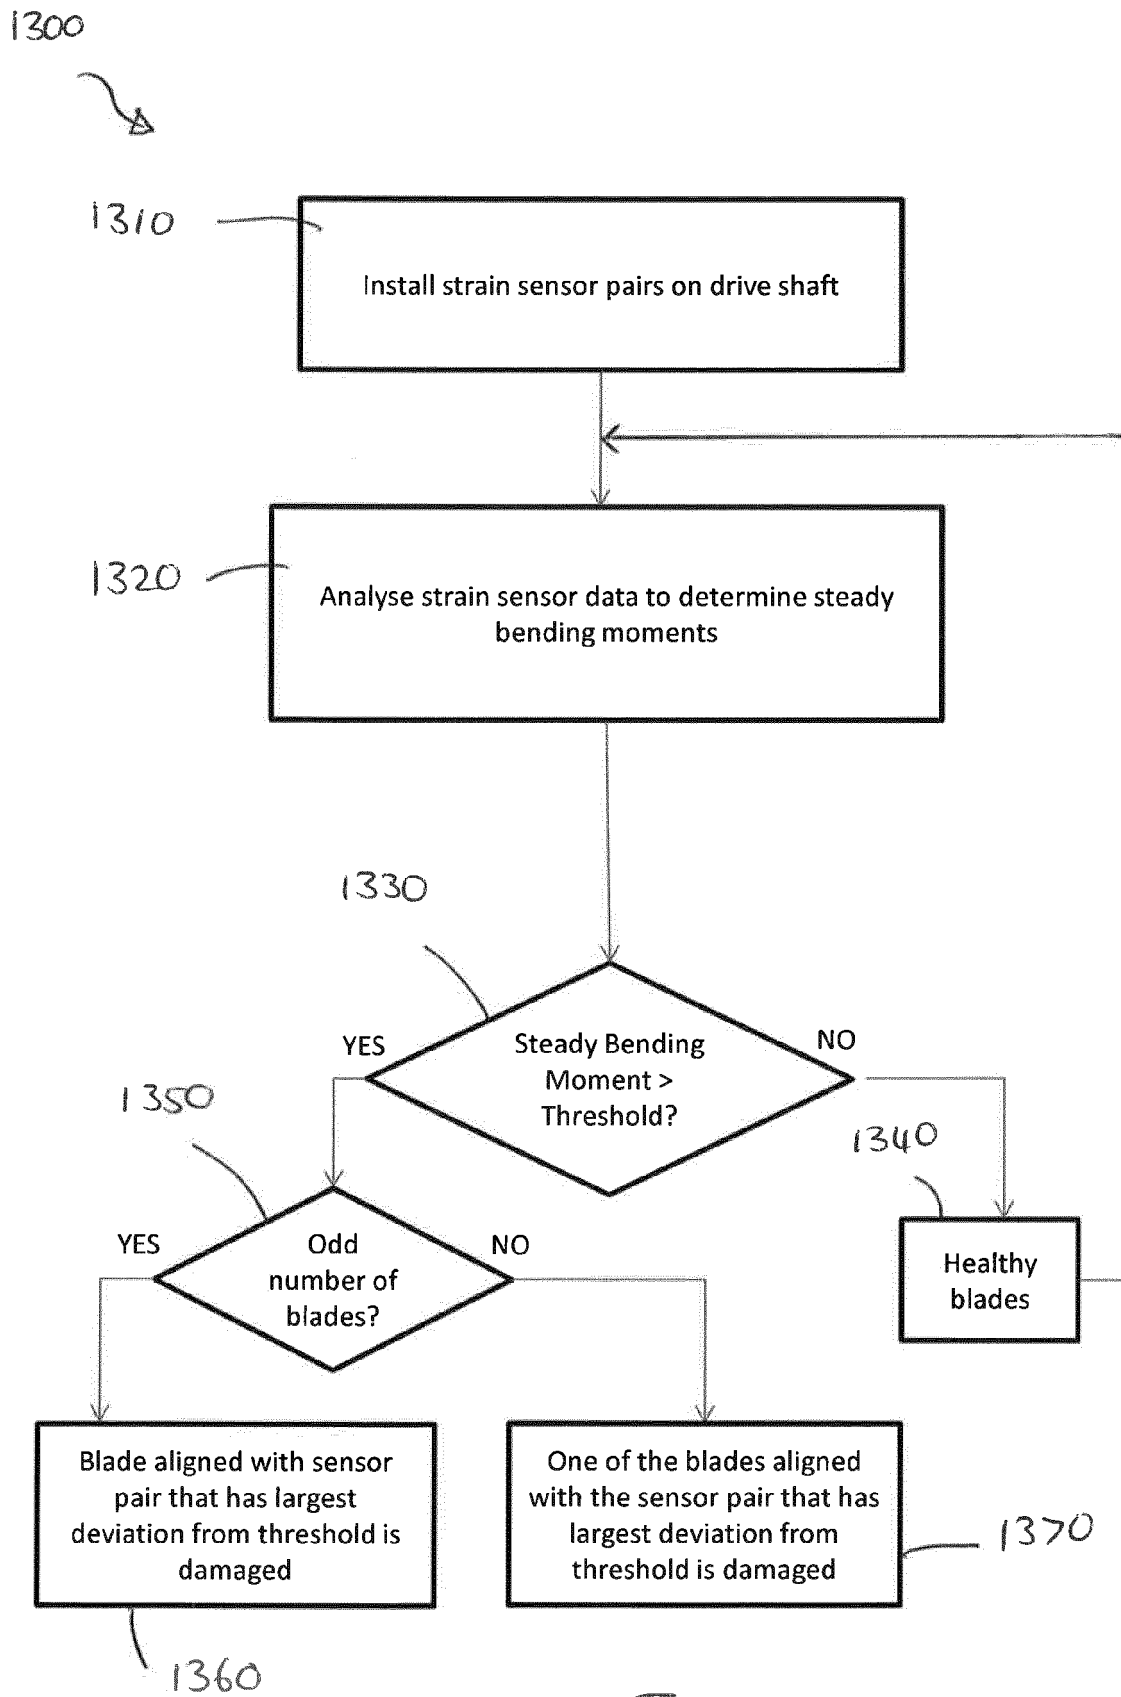 1300
1310
Install strain sensor pairs on drive shaft
1320
Analyse strain sensor data to determine steady
bending moments
1330
YES
Steady Bending
Moment >
Threshold?
NO
1350
1340
YES
Odd
number of
blades?
NO
Healthy
blades
Blade aligned with sensor
pair that has largest
deviation from threshold is
damaged
One of the blades aligned
with the sensor pair that has
largest deviation from
threshold is damaged
1370
1360